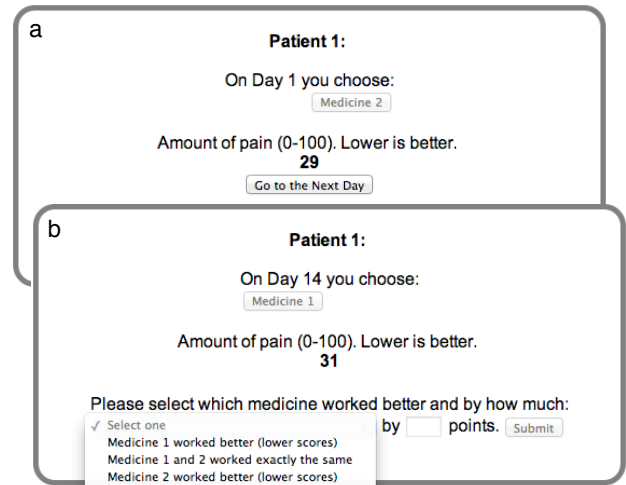 a
Patient 1:
On Day 1 you choose:
Medicine 2
Amount of pain (0-100). Lower is better.
29
Go to the Next Day
b
Patient 1:
On Day 14 you choose:
Medicine 1
Amount of pain (0-100). Lower is better.
31
Please select which medicine worked better and by how much:
✓ Select one by points. Submit
Medicine 1 worked better (lower scores)
Medicine 1 and 2 worked exactly the same
Medicine 2 worked better (lower scores)